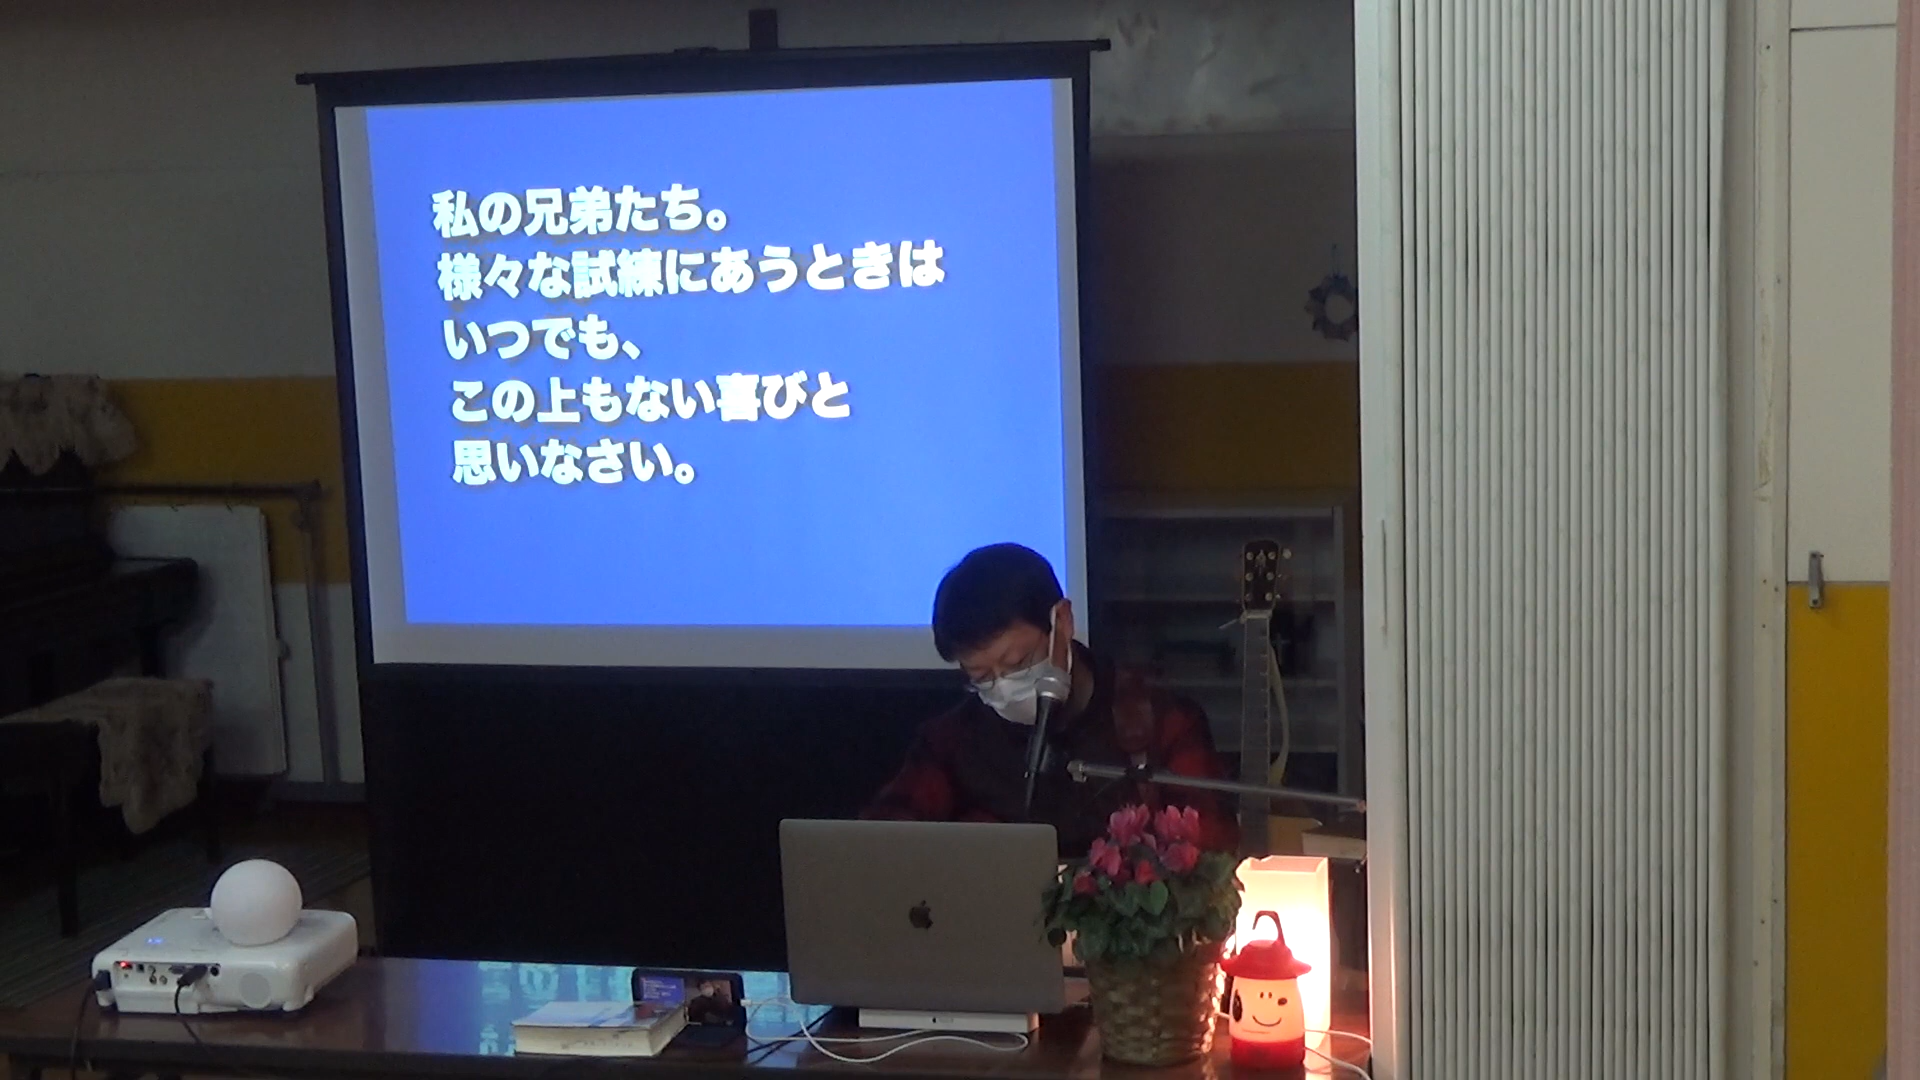 私の兄弟たち。
様々な試練にあうときは
いつでも、
この上もない喜びと
思いなさい。